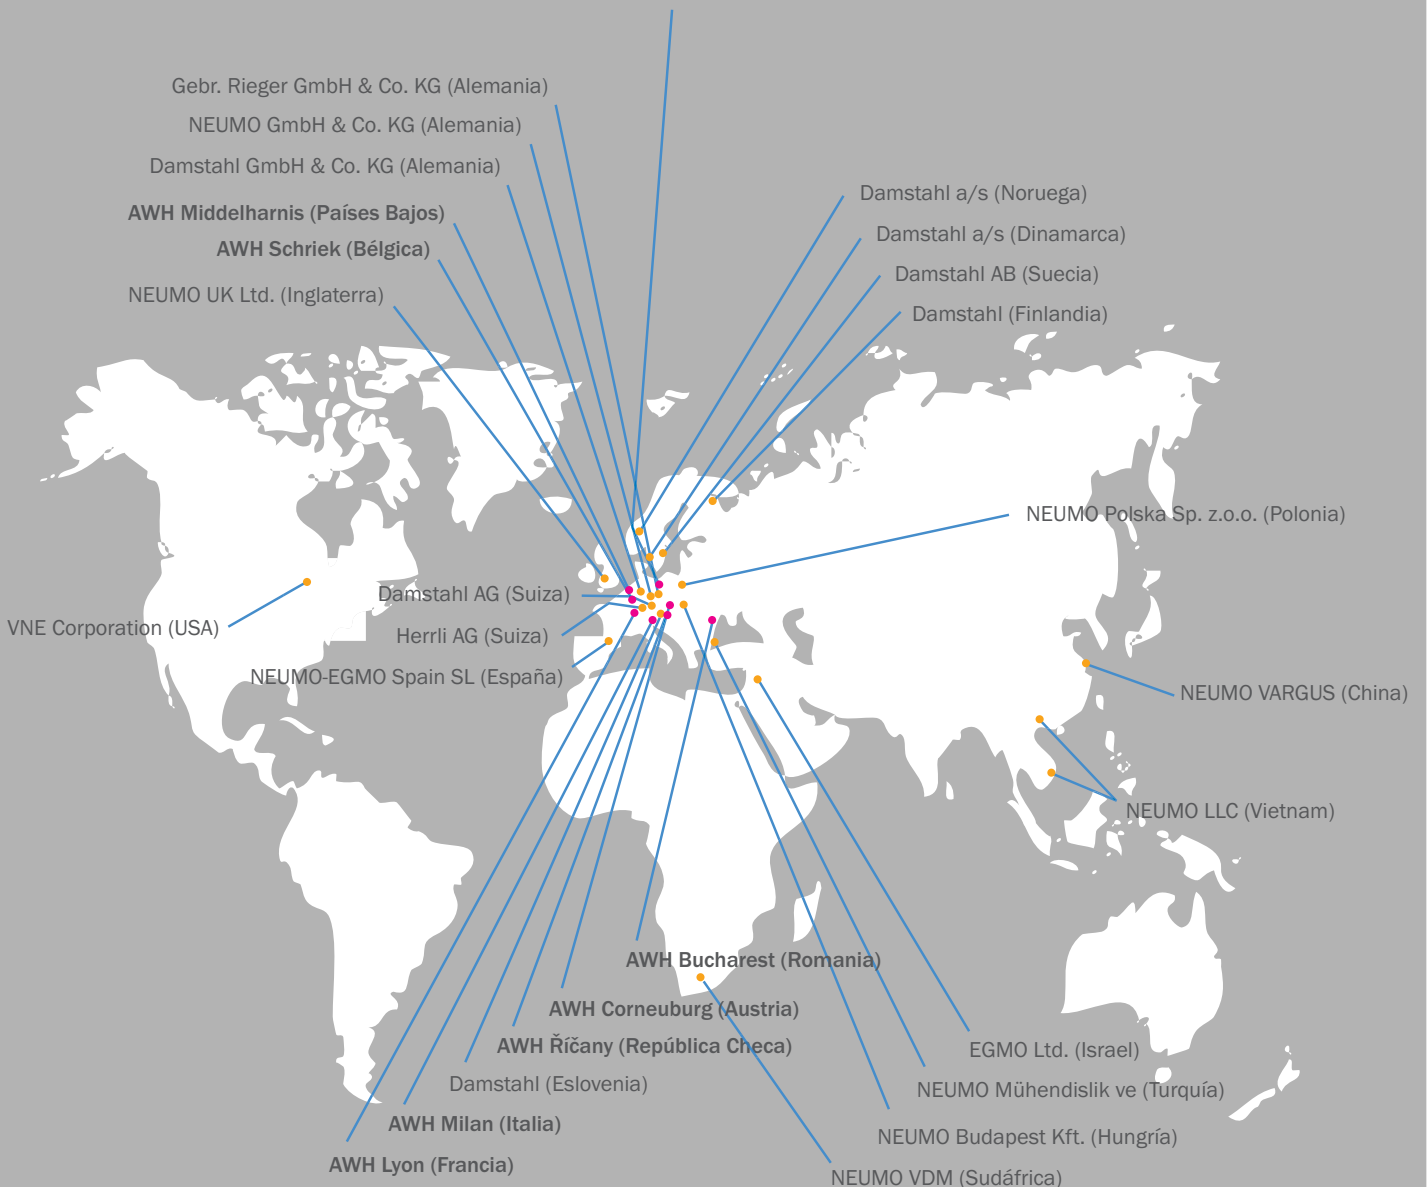 Gebr. Rieger GmbH & Co. KG (Alemania)
NEUMO GmbH & Co. KG (Alemania)
Damstahl GmbH & Co. KG (Alemania)
AWH Middelharnis (Países Bajos)
AWH Schriek (Bélgica)
NEUMO UK Ltd. (Inglaterra)
Damstahl a/s (Noruega)
Damstahl a/s (Dinamarca)
Damstahl AB (Suecia)
Damstahl (Finlandia)
NEUMO Polska Sp. z.o.o. (Polonia)
Damstahl AG (Suiza)
VNE Corporation (USA)
Herrli AG (Suiza)
NEUMO-EGMO Spain SL (España)
NEUMO VARGUS (China)
NEUMO LLC (Vietnam)
AWH Bucharest (Romania)
AWH Corneuburg (Austria)
AWH Říčany (República Checa)
Damstahl (Eslovenia)
AWH Milan (Italia)
AWH Lyon (Francia)
EGMO Ltd. (Israel)
NEUMO Mühendislik ve (Turquía)
NEUMO Budapest Kft. (Hungría)
NEUMO VDM (Sudáfrica)